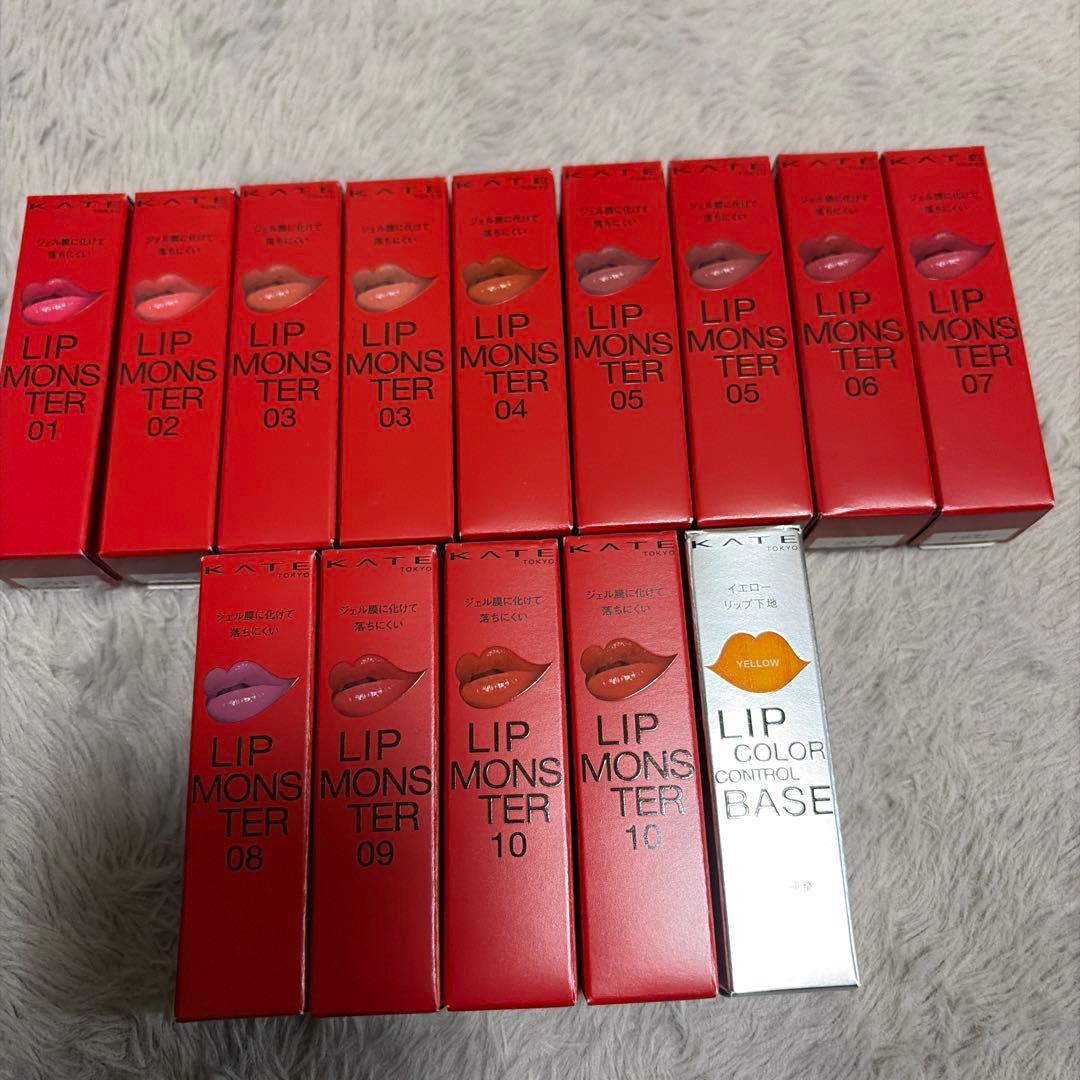 KATE
TOKYO
ジェル膜に化けて
落ちにくい
LIP
MONS
TER
01
KATE
TOKYO
ジェル膜に化けて
落ちにくい
LIP
MONS
TER
02
KATE
TOKYO
ジェル膜に化けて
落ちにくい
LIP
MONS
TER
03
KATE
TOKYO
ジェル膜に化けて
落ちにくい
LIP
MONS
TER
03
KATE
TOKYO
ジェル膜に化けて
落ちにくい
LIP
MONS
TER
04
KATE
TOKYO
ジェル膜に化けて
落ちにくい
LIP
MONS
TER
05
KATE
TOKYO
ジェル膜に化けて
落ちにくい
LIP
MONS
TER
05
KATE
TOKYO
ジェル膜に化けて
落ちにくい
LIP
MONS
TER
06
KATE
TOKYO
ジェル膜に化けて
落ちにくい
LIP
MONS
TER
07
KATE
TOKYO
ジェル膜に化けて
落ちにくい
LIP
MONS
TER
08
KATE
TOKYO
ジェル膜に化けて
落ちにくい
LIP
MONS
TER
09
KATE
TOKYO
ジェル膜に化けて
落ちにくい
LIP
MONS
TER
10
KATE
TOKYO
ジェル膜に化けて
落ちにくい
LIP
MONS
TER
10
KATE
TOKYO
イエロー
リップ下地
YELLOW
LIP
COLOR
CONTROL
BASE